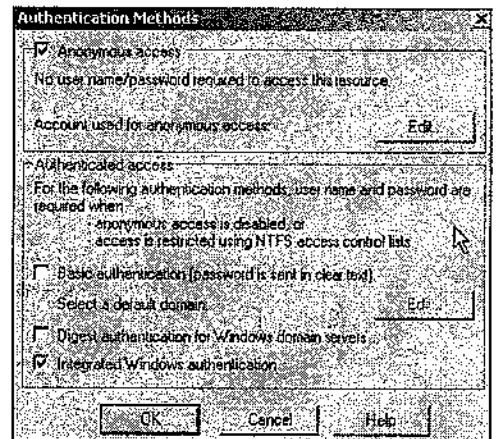 Authentication Methods
Anonymous access
No user name/password required to access this resource.
Account used for anonymous access:
Edit...
Authenticated access
For the following authentication methods, user name and password are
required when
- anonymous access is disabled, or
- access is restricted using NTFS access control lists
Basic authentication (password is sent in clear text)
Select a default domain:
Edit...
Digest authentication for Windows domain servers
Integrated Windows authentication
OK
Cancel
Help